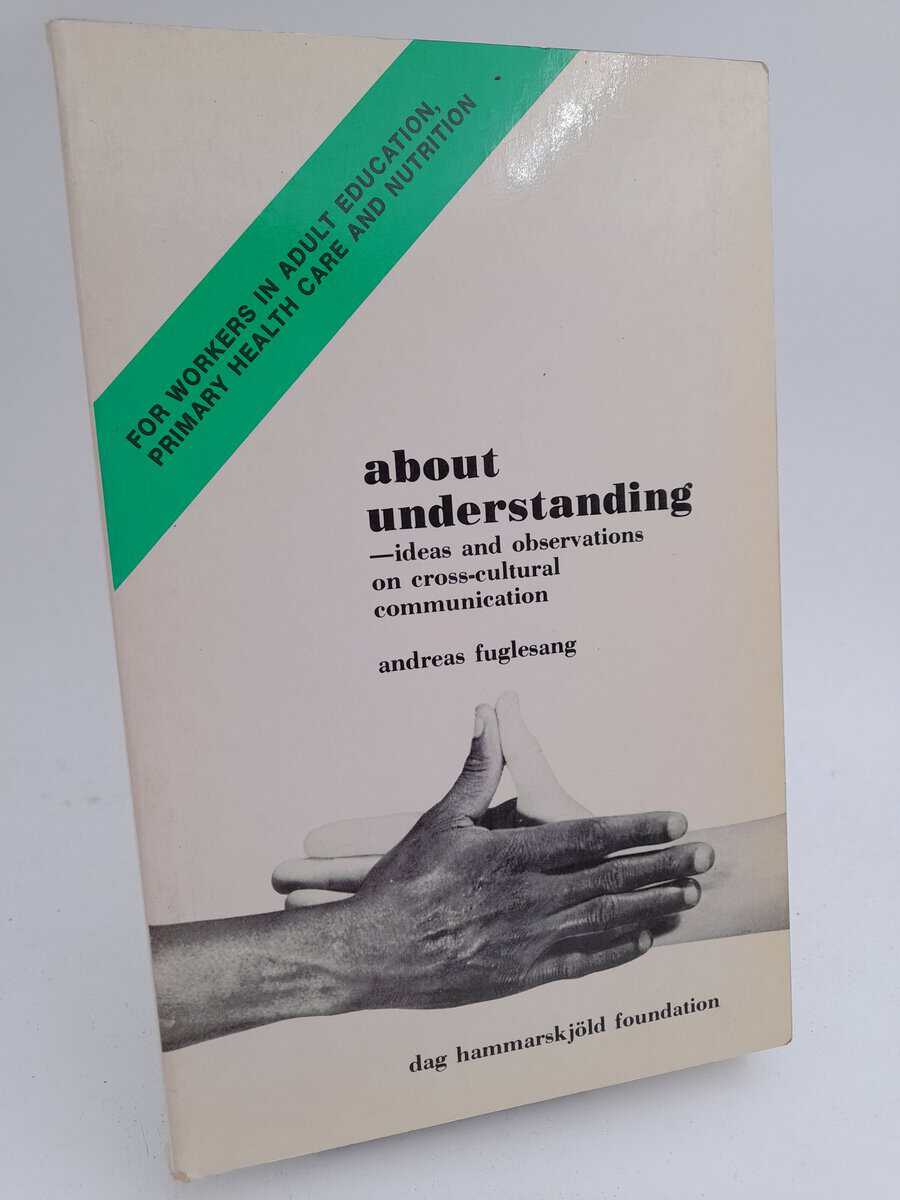 FOR WORKERS IN ADULT EDUCATION,
PRIMARY HEALTH CARE AND NUTRITION
about
understanding
—ideas and observations
on cross-cultural
communication
andreas fuglesang
dag hammarskjöld foundation